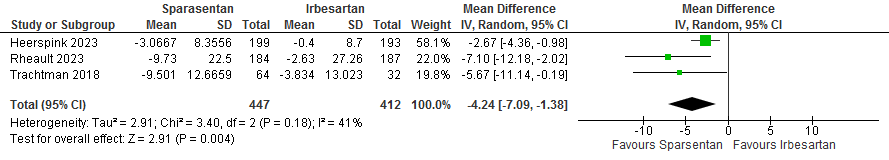 Sparasentan Irbesartan Mean Difference Mean Difference
Study or Subgroup Mean SD Total Mean SD Total Weight IV, Random, 95% CI IV, Random, 95% CI
Heerspink 2023 -3.0667 8.3556 199 -0.4 8.7 193 58.1% -2.67 [-4.36, -0.98]
Rheault 2023 -9.73 22.5 184 -2.63 27.26 187 22.0% -7.10 [-12.18, -2.02]
Trachtman 2018 -9.501 12.6659 64 -3.834 13.023 32 19.8% -5.67 [-11.14, -0.19]
Total (95% CI) 447 412 100.0% -4.24 [-7.09, -1.38]
Heterogeneity: Tau² = 2.91; Chi² = 3.40, df = 2 (P = 0.18); I² = 41%
Test for overall effect: Z = 2.91 (P = 0.004)
-10 -5 0 5 10
Favours Sparasentan Favours Irbesartan